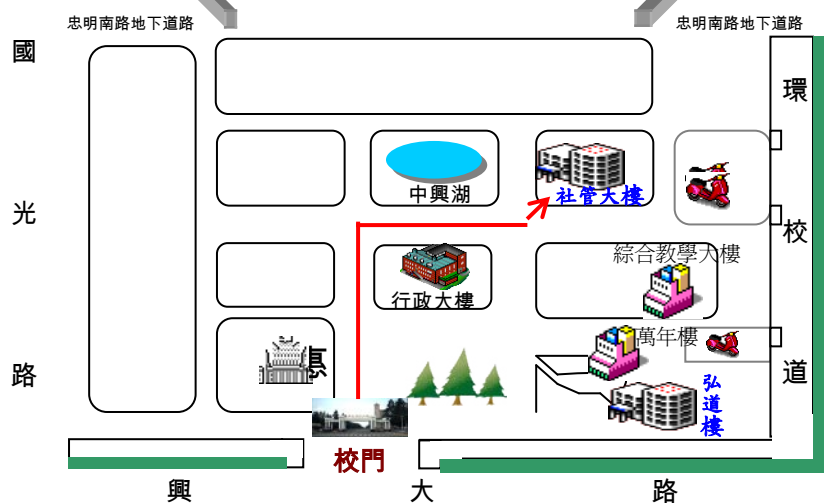 忠明南路地下道路
忠明南路地下道路
國光路
環校道
中興湖
社管大樓
綜合教學大樓
行政大樓
萬年樓
惠
弘道樓
校門
興大路